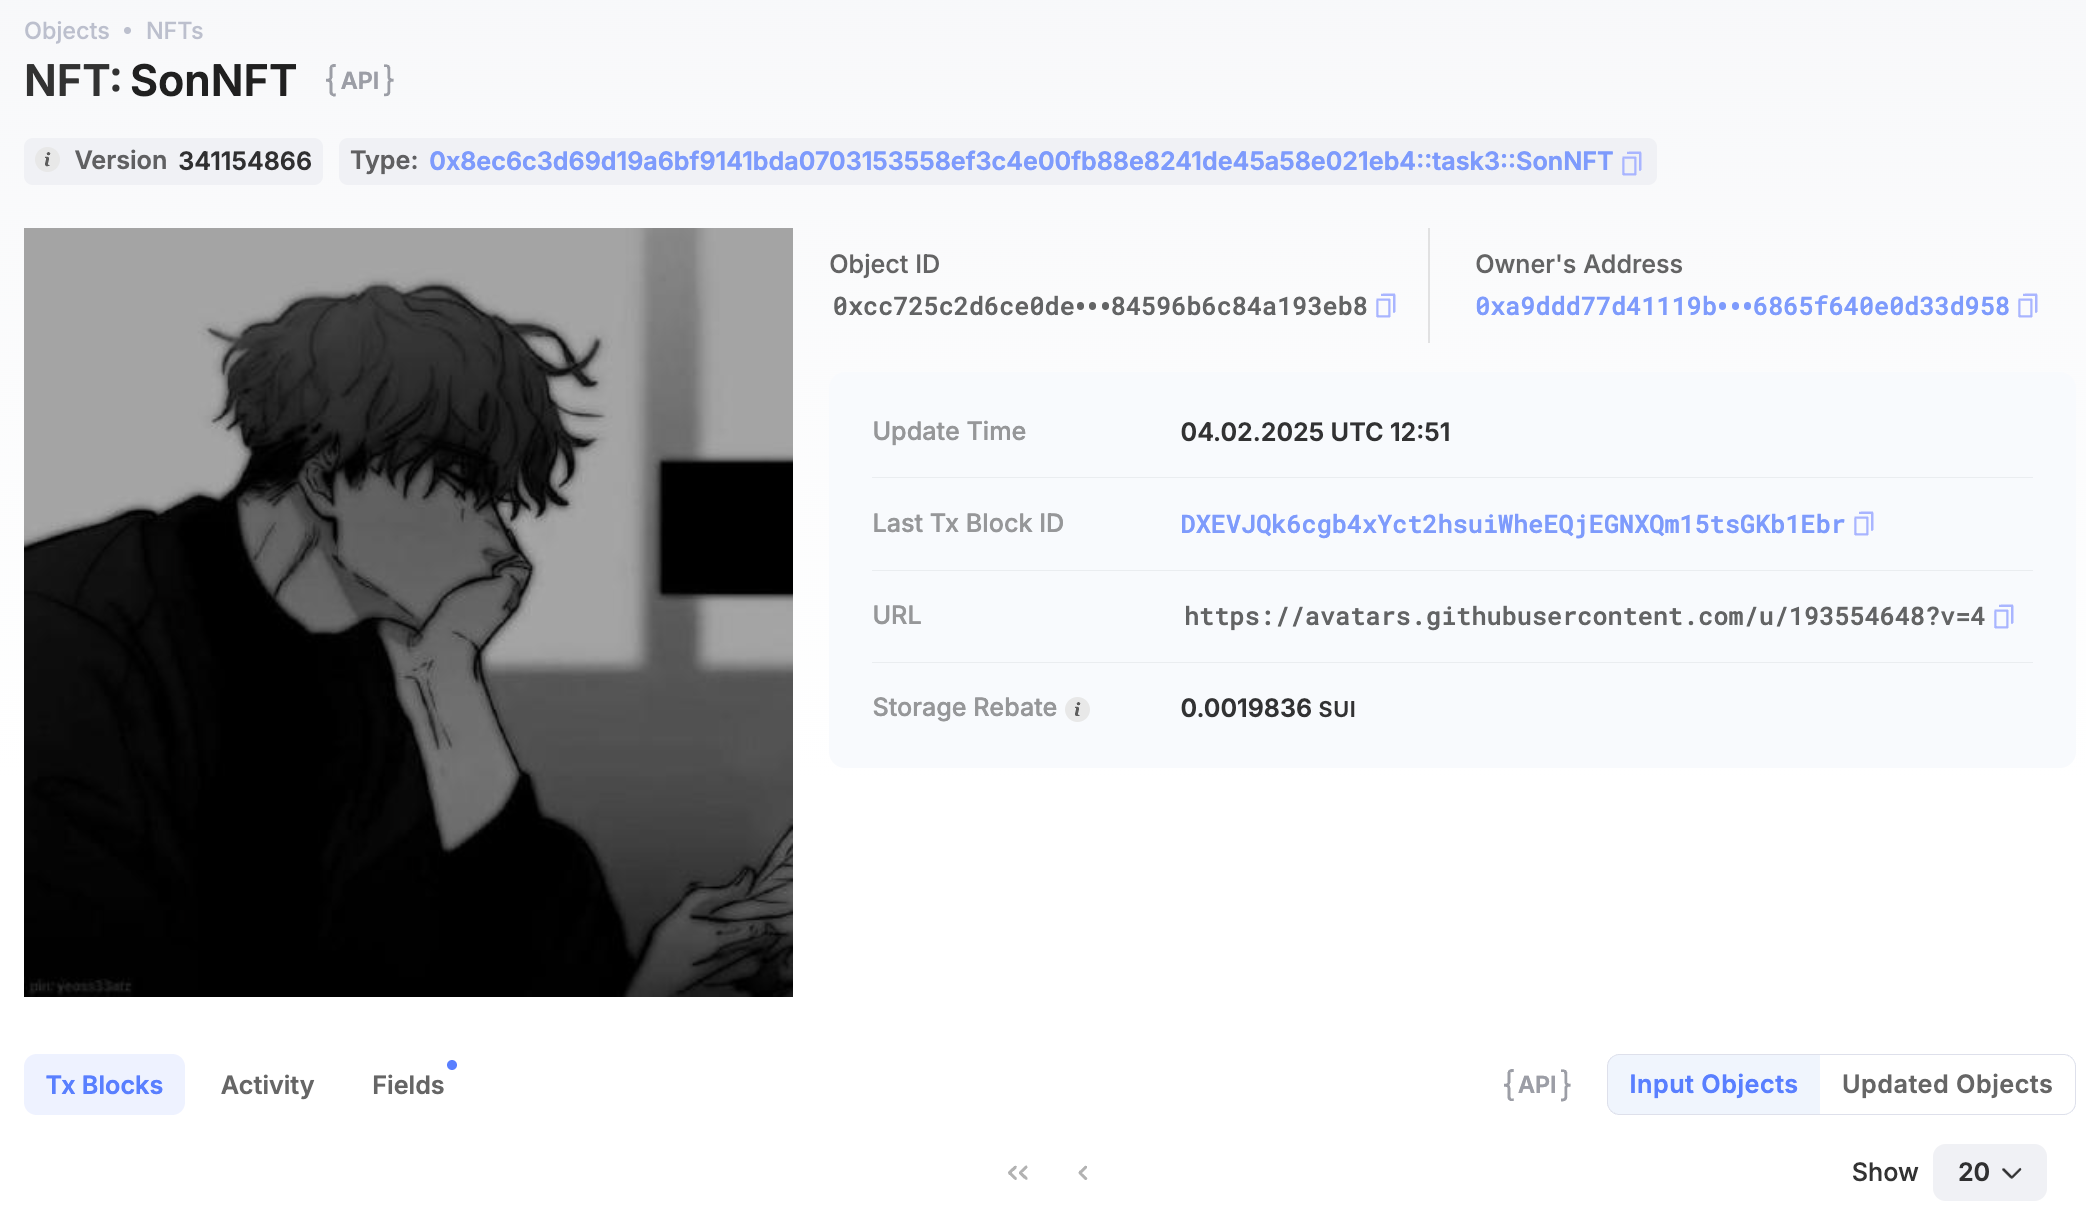 Objects • NFTs
NFT: SonNFT {API}
i Version 341154866 Type: 0x8ec6c3d69d19a6bf9141bda0703153558ef3c4e00fb88e8241de45a58e021eb4::task3::SonNFT
Object ID
0xcc725c2d6ce0de•••84596b6c84a193eb8
Owner's Address
0xa9ddd77d41119b•••6865f640e0d33d958
Update Time 04.02.2025 UTC 12:51
Last Tx Block ID DXEVJQk6cgb4xYct2hsuiWheEQjEGNXQm15tsGKb1Ebr
URL https://avatars.githubusercontent.com/u/193554648?v=4
Storage Rebate i 0.0019836 SUI
Tx Blocks Activity Fields {API} Input Objects Updated Objects
Show 20